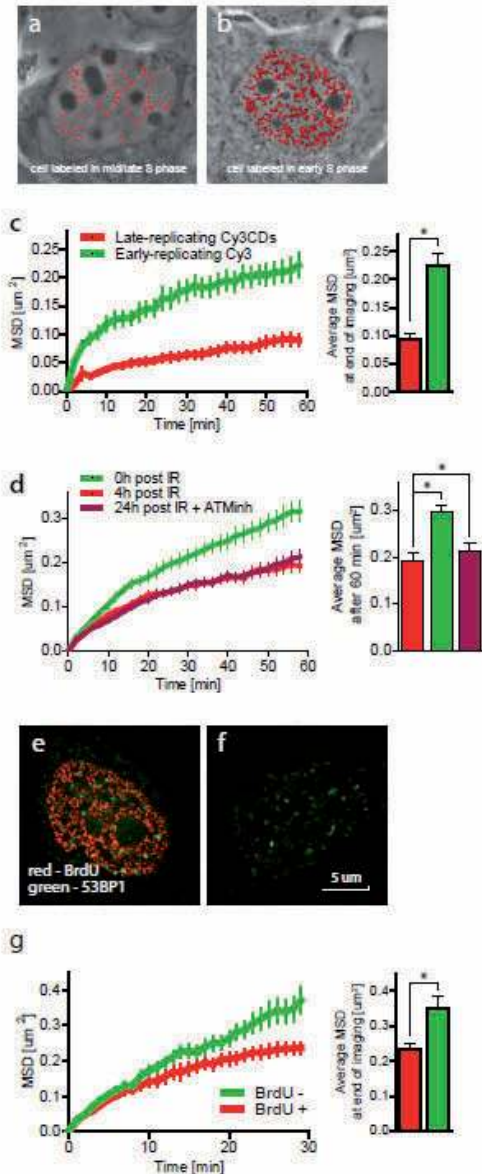 a
b
cell labeled in mid/late S phase
cell labeled in early S phase
c
Late-replicating Cy3CDs
Early-replicating Cy3
MSD [um 2]
0.25
0.20
0.15
0.10
0.05
0.00
0 10 20 30 40 50 60
Time [min]
Average MSD
at end of imaging [um²]
0.25
0.20
0.15
0.10
0.05
0.00
*
d
0h post IR
4h post IR
24h post IR + ATMinh
MSD [um 2]
0.3
0.2
0.1
0.0
0 10 20 30 40 50 60
Time [min]
Average MSD
after 60 min [um²]
0.3
0.2
0.1
0.0
*
*
e
f
red - BrdU
green - 53BP1
5 um
g
MSD [um 2]
0.4
0.3
0.2
0.1
0.0
0 10 20 30
BrdU -
BrdU +
Time [min]
Average MSD
at end of imaging [um²]
0.4
0.3
0.2
0.1
0.0
*